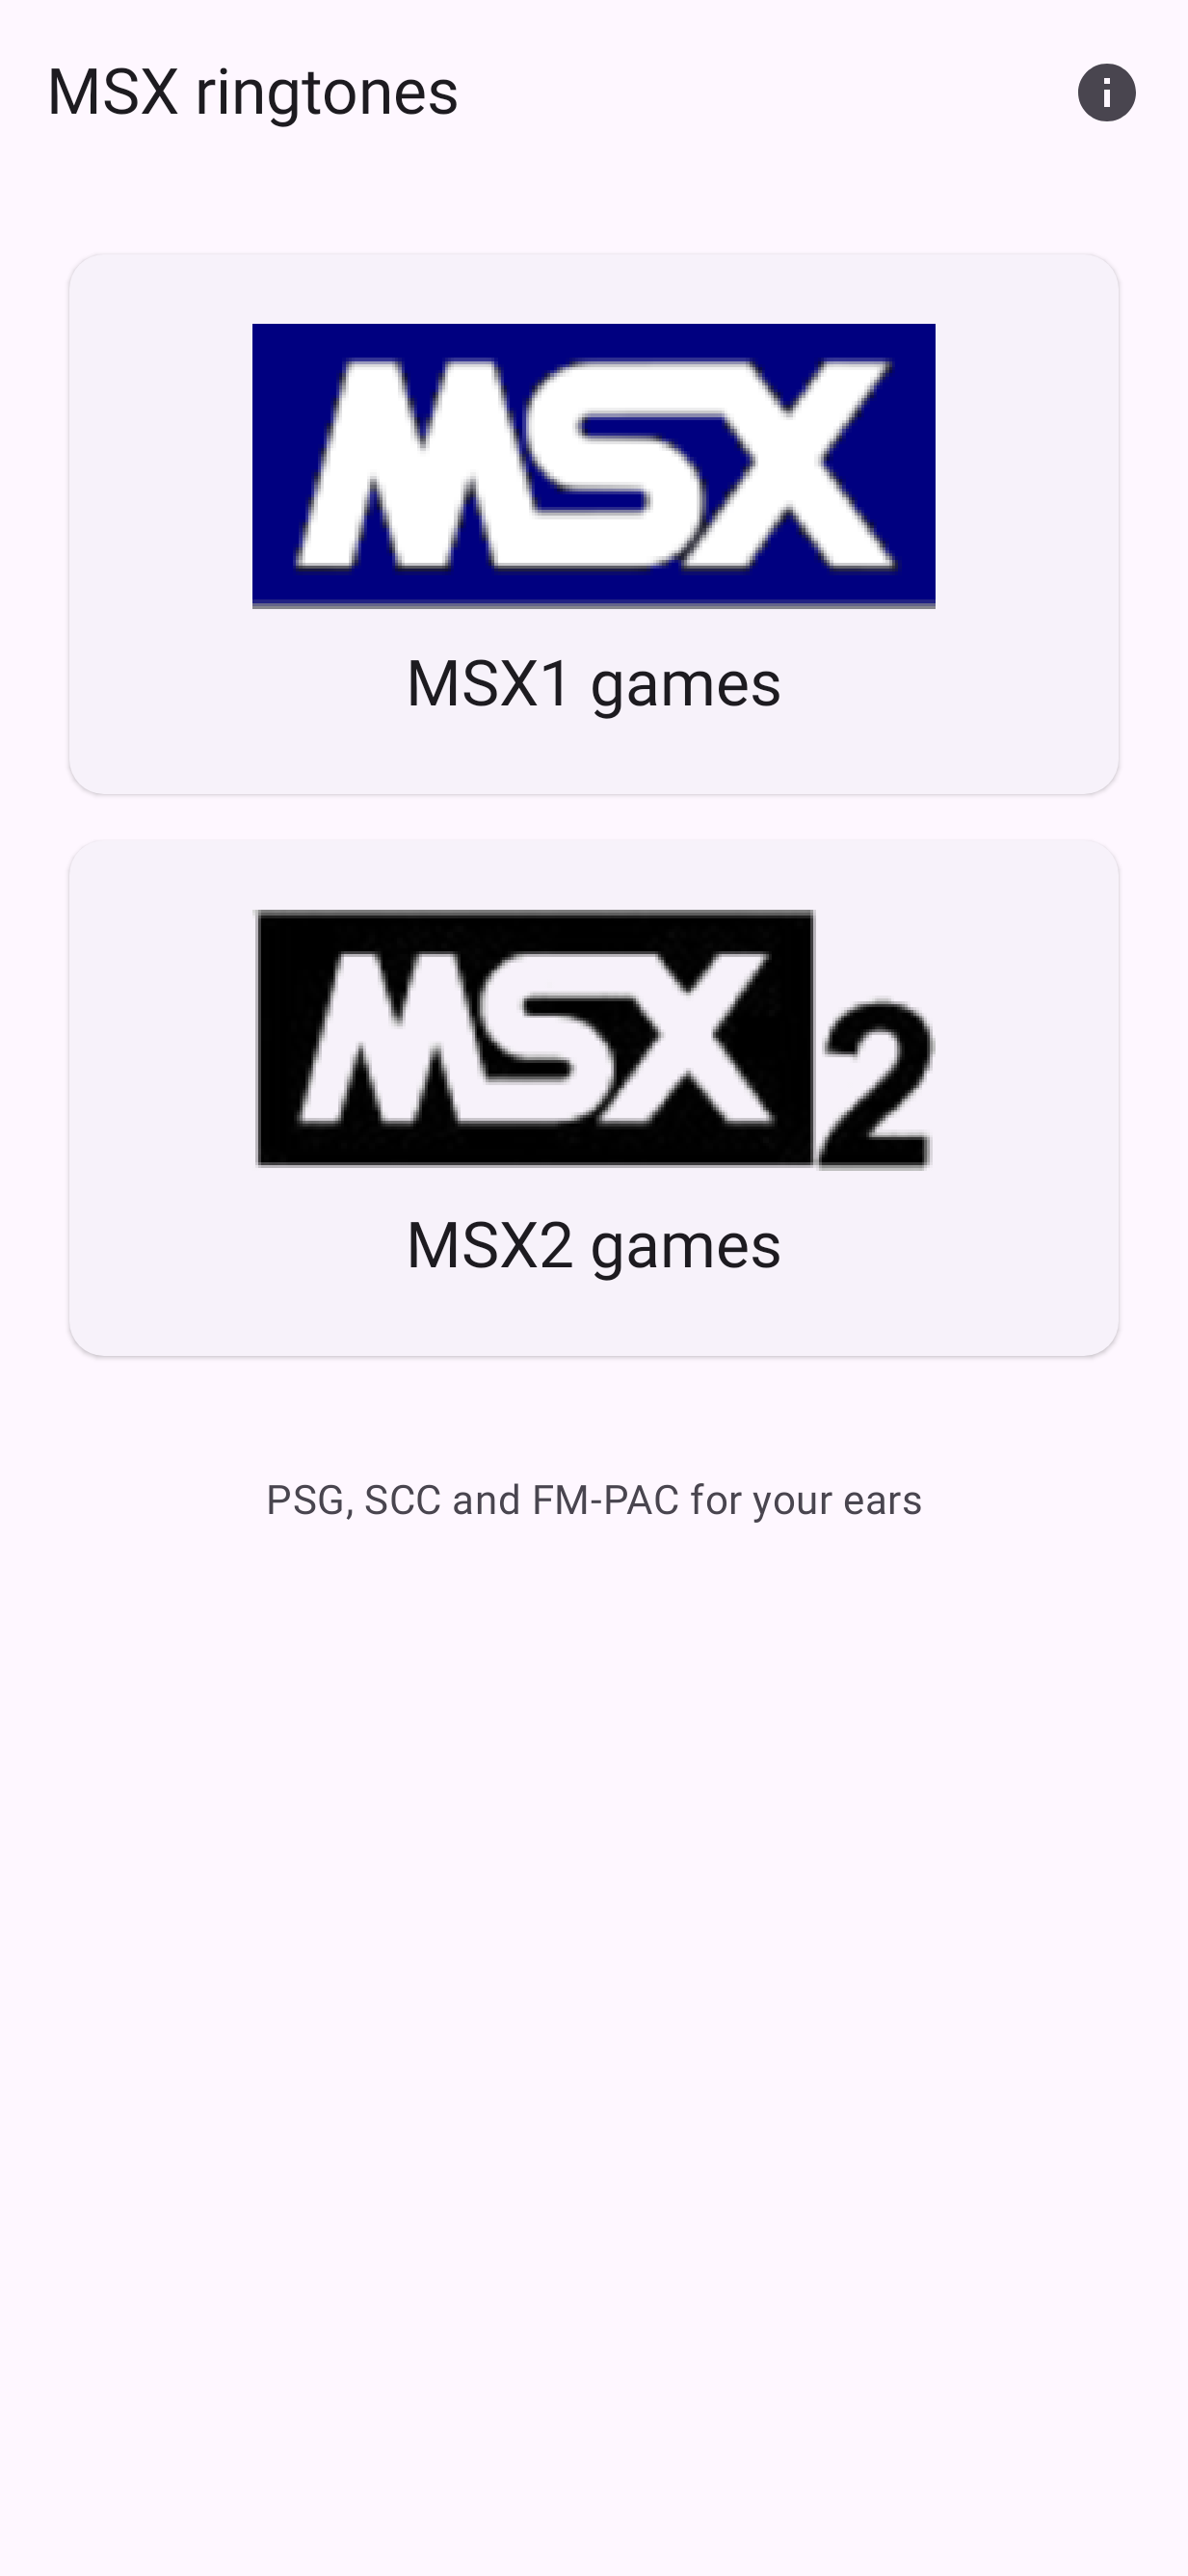 MSX ringtones
MSX
MSX1 games
MSX2
MSX2 games
PSG, SCC and FM-PAC for your ears